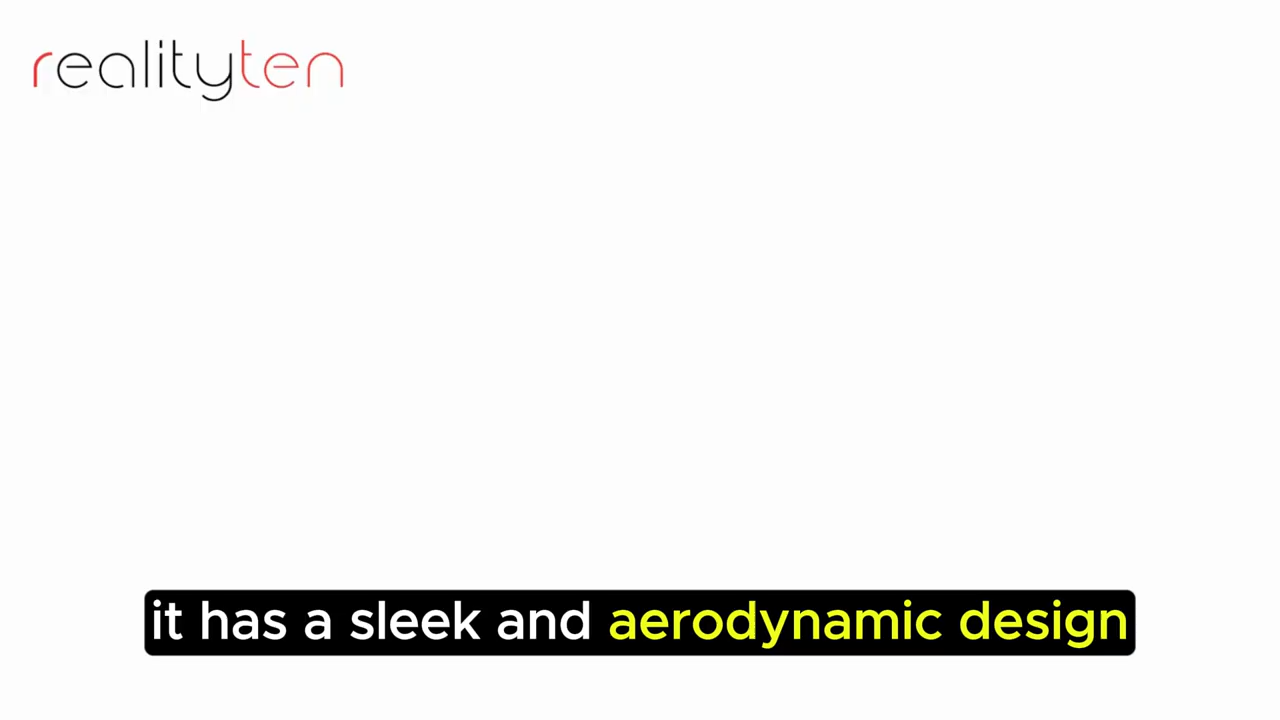 realityten
it has a sleek and aerodynamic design